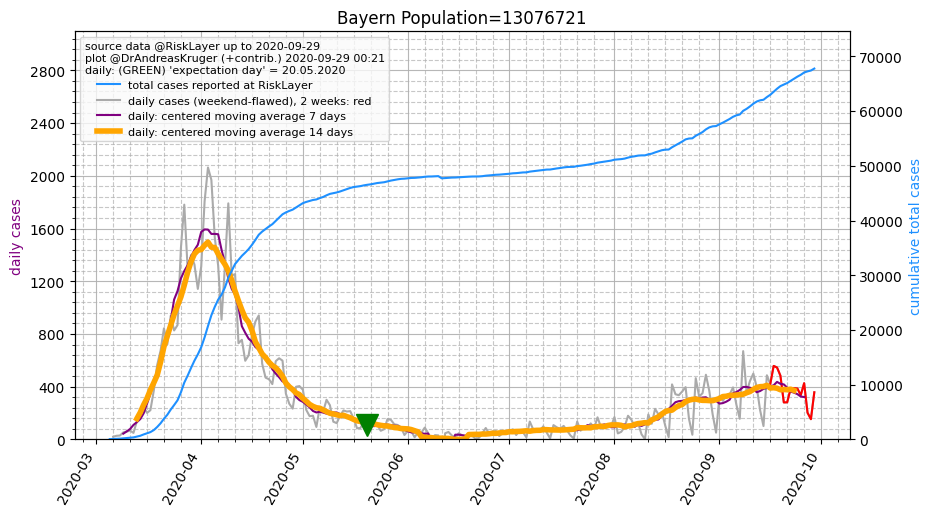 Bayern Population=13076721
source data @RiskLayer up to 2020-09-29
plot @DrAndreasKruger (+contrib.) 2020-09-29 00:21
daily: (GREEN) 'expectation day' = 20.05.2020
total cases reported at RiskLayer
daily cases (weekend-flawed), 2 weeks: red
daily: centered moving average 7 days
daily: centered moving average 14 days
daily cases
2800
2400
2000
1600
1200
800
400
0
cumulative total cases
70000
60000
50000
40000
30000
20000
10000
0
2020-03
2020-04
2020-05
2020-06
2020-07
2020-08
2020-09
2020-10